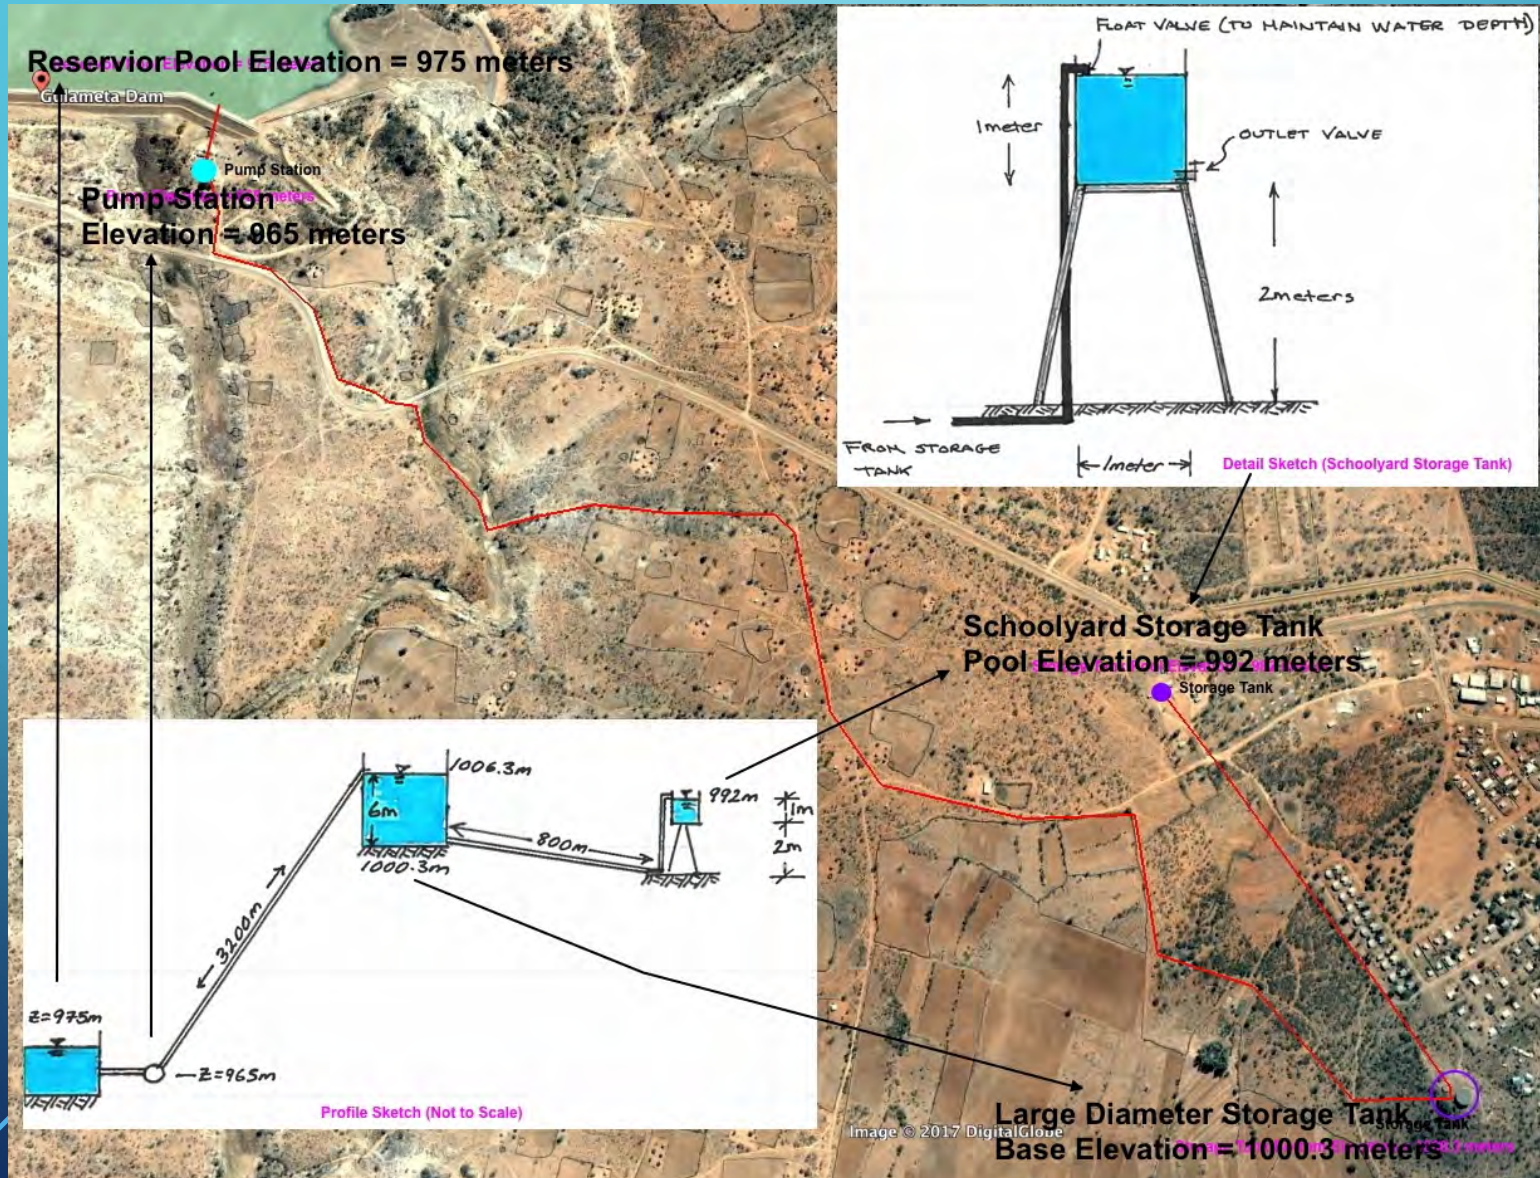 Reservior Pool Elevation = 975 meters
Gulameta Dam
Pump Station
Pump Station
Elevation = 965 meters
FLOAT VALVE (TO MAINTAIN WATER DEPTH)
1meter
OUTLET VALVE
2meters
FROM STORAGE
TANK
1meter
Detail Sketch (Schoolyard Storage Tank)
Schoolyard Storage Tank
Pool Elevation = 992 meters
Storage Tank
1006.3m
6m
1000.3m
800m
992m
1m
2m
3200m
Z=975m
Z=965m
Profile Sketch (Not to Scale)
Large Diameter Storage Tank
Storage Tank
Base Elevation = 1000.3 meters
Image © 2017 DigitalGlobe